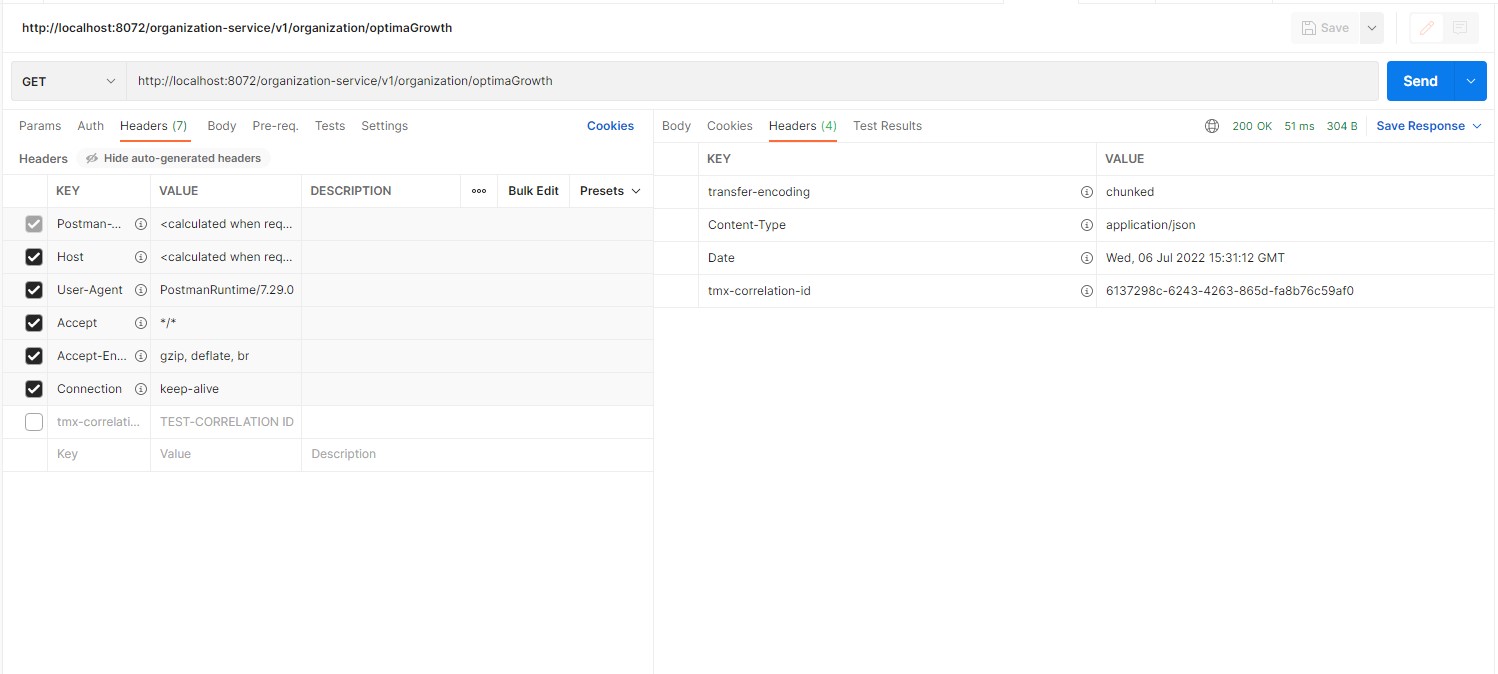 http://localhost:8072/organization-service/v1/organization/optimaGrowth
Save
GET http://localhost:8072/organization-service/v1/organization/optimaGrowth Send
Params Auth Headers (7) Body Pre-req. Tests Settings Cookies
Headers Hide auto-generated headers
KEY VALUE DESCRIPTION Bulk Edit Presets
Postman-... <calculated when req...
Host <calculated when req...
User-Agent PostmanRuntime/7.29.0
Accept */*
Accept-En... gzip, deflate, br
Connection keep-alive
tmx-correlati... TEST-CORRELATION ID
Key Value Description
Body Cookies Headers (4) Test Results 200 OK 51 ms 304 B Save Response
KEY VALUE
transfer-encoding chunked
Content-Type application/json
Date Wed, 06 Jul 2022 15:31:12 GMT
tmx-correlation-id 6137298c-6243-4263-865d-fa8b76c59af0